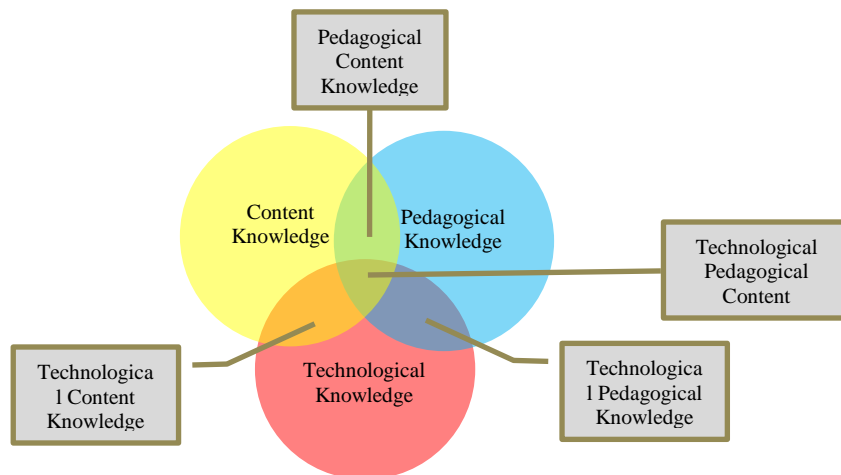 Pedagogical
Content
Knowledge
Content
Knowledge
Pedagogical
Knowledge
Technological
Pedagogical
Content
Technologica
l Content
Knowledge
Technological
Knowledge
Technologica
l Pedagogical
Knowledge